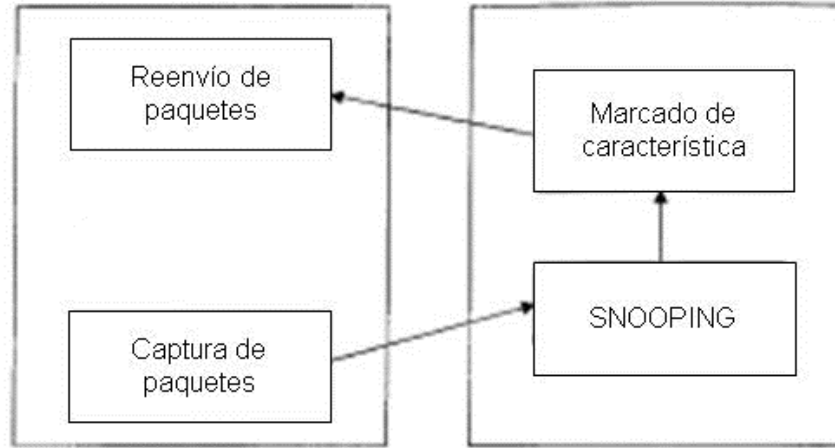 Reenvío de
paquetes
Marcado de
característica
Captura de
paquetes
SNOOPING